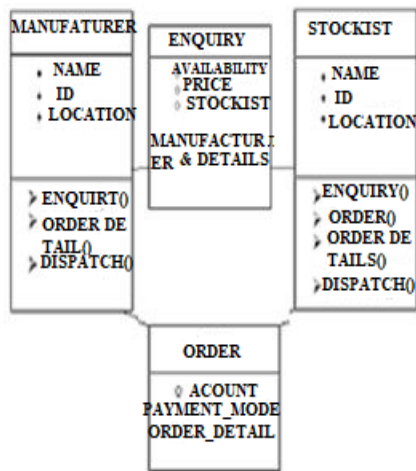 MANUFATURER
NAME
ID
LOCATION
ENQUIRT()
ORDER DE
TAIL()
DISPATCH()
ENQUIRY
AVAILABILITY
PRICE
STOCKIST
MANUFACTUR
ER & DETAILS
STOCKIST
NAME
ID
LOCATION
ENQUIRY()
ORDER()
ORDER DE
TAILS()
DISPATCH()
ORDER
ACOUNT
PAYMENT_MODE
ORDER_DETAIL